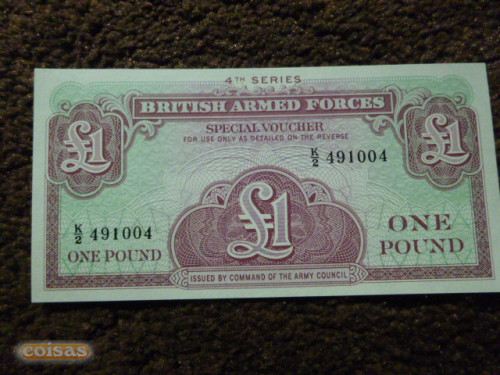 4TH SERIES
BRITISH ARMED FORCES
SPECIAL VOUCHER
FOR USE ONLY AS DETAILED ON THE REVERSE
£1
£1
K/2 491004
K/2 491004
£1
ONE POUND
ONE
POUND
ISSUED BY COMMAND OF THE ARMY COUNCIL
coisas